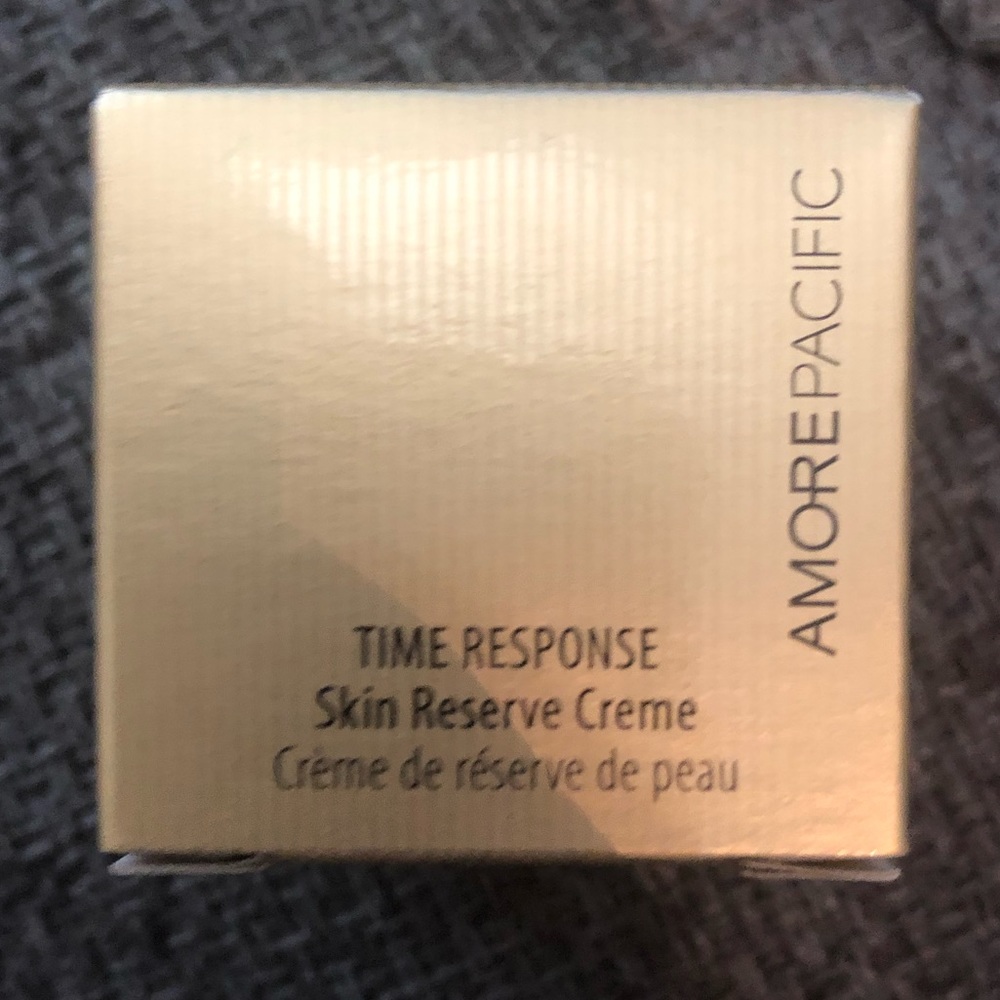 AMOREPACIFIC
TIME RESPONSE
Skin Reserve Creme
Crème de réserve de peau